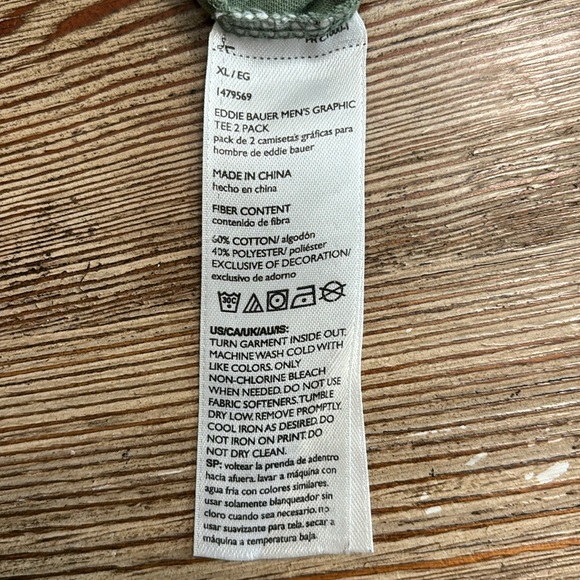 XL/EG
1479569
EDDIE BAUER MEN'S GRAPHIC
TEE 2 PACK
pack de 2 camisetas gráficas para
hombre de eddie bauer
MADE IN CHINA
hecho en china
FIBER CONTENT
contenido de fibra
60% COTTON/ algodón
40% POLYESTER/ poliéster
EXCLUSIVE OF DECORATION/
exclusivo de adorno
30C
US/CA/UK/AU/IS:
TURN GARMENT INSIDE OUT.
MACHINE WASH COLD WITH
LIKE COLORS. ONLY
NON-CHLORINE BLEACH
WHEN NEEDED. DO NOT USE
FABRIC SOFTENERS. TUMBLE
DRY LOW. REMOVE PROMPTLY.
COOL IRON AS DESIRED. DO
NOT IRON ON PRINT. DO
NOT DRY CLEAN.
SP: voltear la prenda de adentro
hacia afuera. lavar a máquina con
agua fria con colores similares.
usar solamente blanqueador sin
cloro cuando sea necesario. no
usar suavizante para tela. secar a
máquina a temperatura baja.